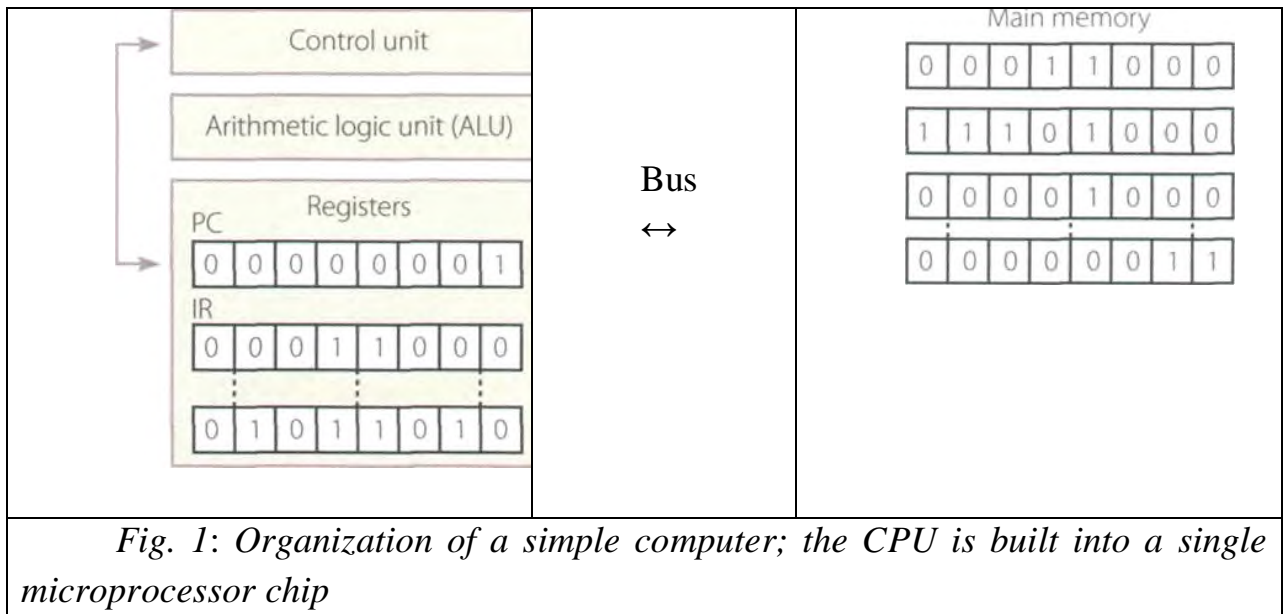 Control unit
Arithmetic logic unit (ALU)
Registers
PC
0 0 0 0 0 0 0 1
IR
0 0 0 1 1 0 0 0
0 1 0 1 1 0 1 0
Bus
↔
Main memory
0 0 0 1 1 0 0 0
1 1 1 0 1 0 0 0
0 0 0 0 1 0 0 0
0 0 0 0 0 0 1 1
Fig. 1: Organization of a simple computer; the CPU is built into a single
microprocessor chip